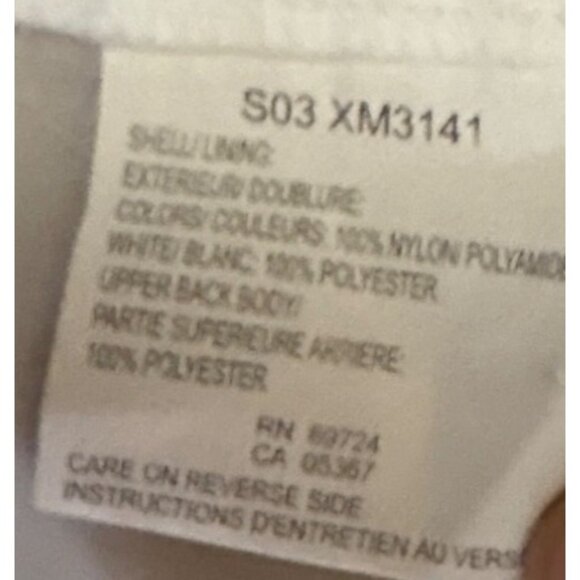 S03 XM3141
SHELL/ LINING:
EXTERIEUR/ DOUBLURE:
COLORS/ COULEURS: 100% NYLON/ POLYAMIDE
WHITE/ BLANC: 100% POLYESTER
UPPER BACK BODY/
PARTIE SUPERIEURE ARRIERE:
100% POLYESTER
RN 89724
CA 05367
CARE ON REVERSE SIDE
INSTRUCTIONS D'ENTRETIEN AU VERS